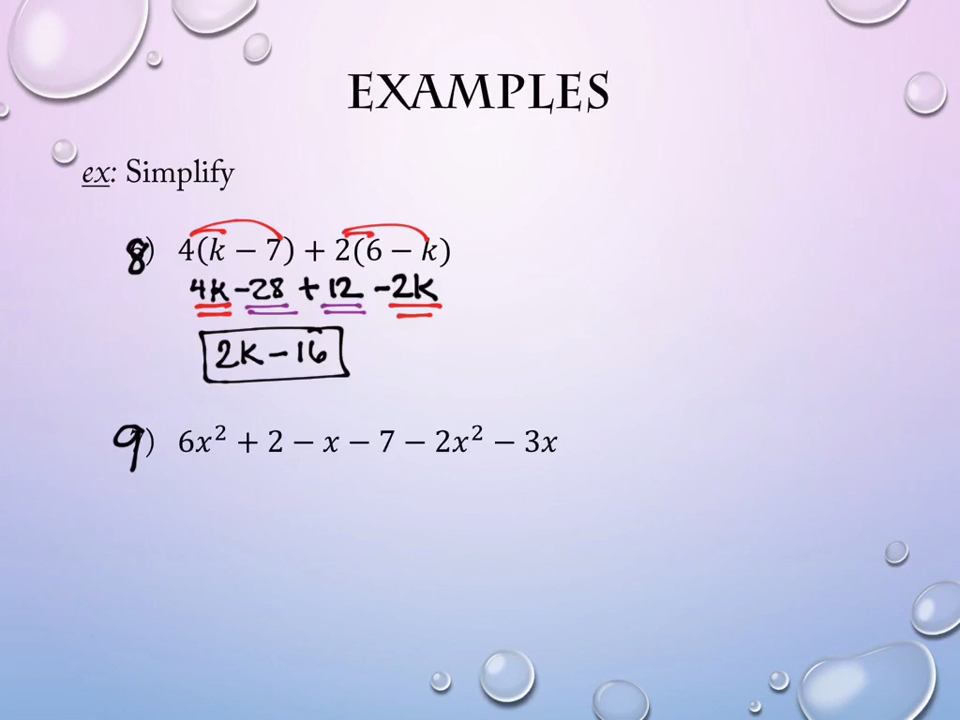 EXAMPLES
ex: Simplify
8) 4(k − 7) + 2(6 − k)
4k − 28 + 12 − 2k
2k − 16
9) 6x² + 2 − x − 7 − 2x² − 3x